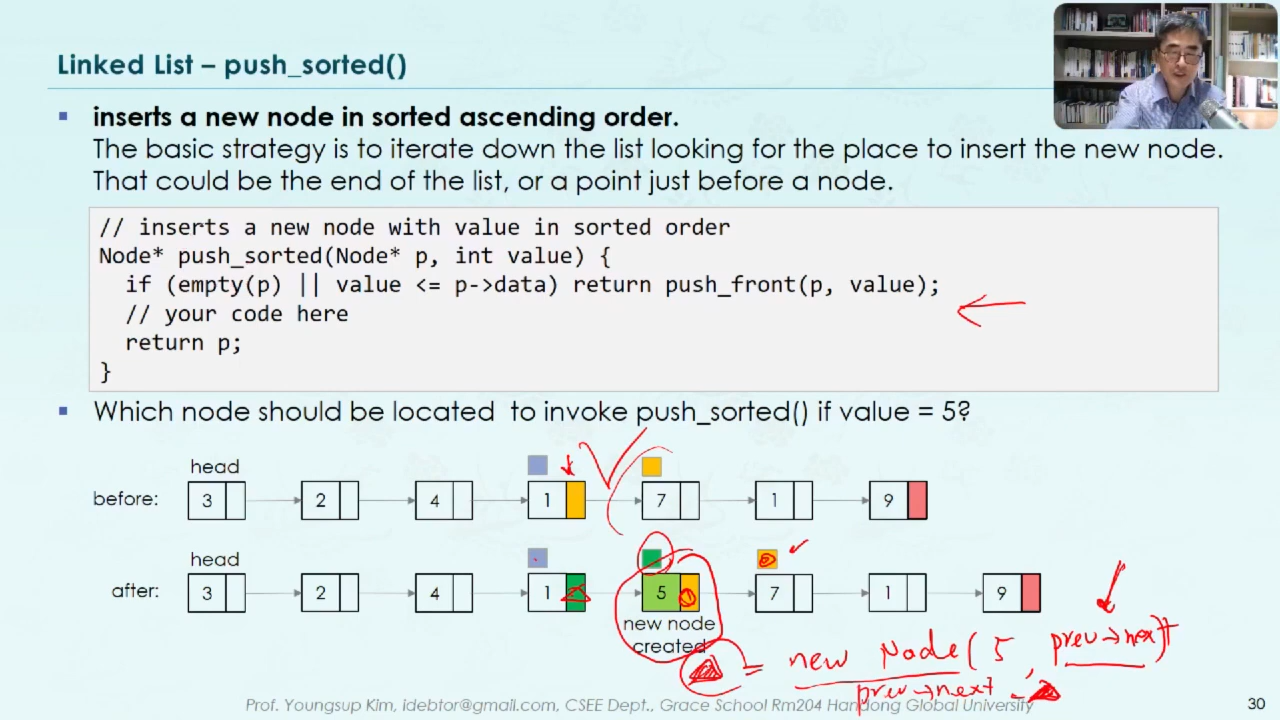 Linked List – push_sorted()
▪ inserts a new node in sorted ascending order.
The basic strategy is to iterate down the list looking for the place to insert the new node.
That could be the end of the list, or a point just before a node.
// inserts a new node with value in sorted order
Node* push_sorted(Node* p, int value) {
if (empty(p) || value <= p->data) return push_front(p, value);
// your code here
return p;
}
▪ Which node should be located to invoke push_sorted() if value = 5?
head
before: 3 2 4 1 7 1 9
head
after: 3 2 4 1 5 7 1 9
new node
created
= new Node( 5, prev->next)
prev->next =
Prof. Youngsup Kim, idebtor@gmail.com, CSEE Dept., Grace School Rm204 Handong Global University
30